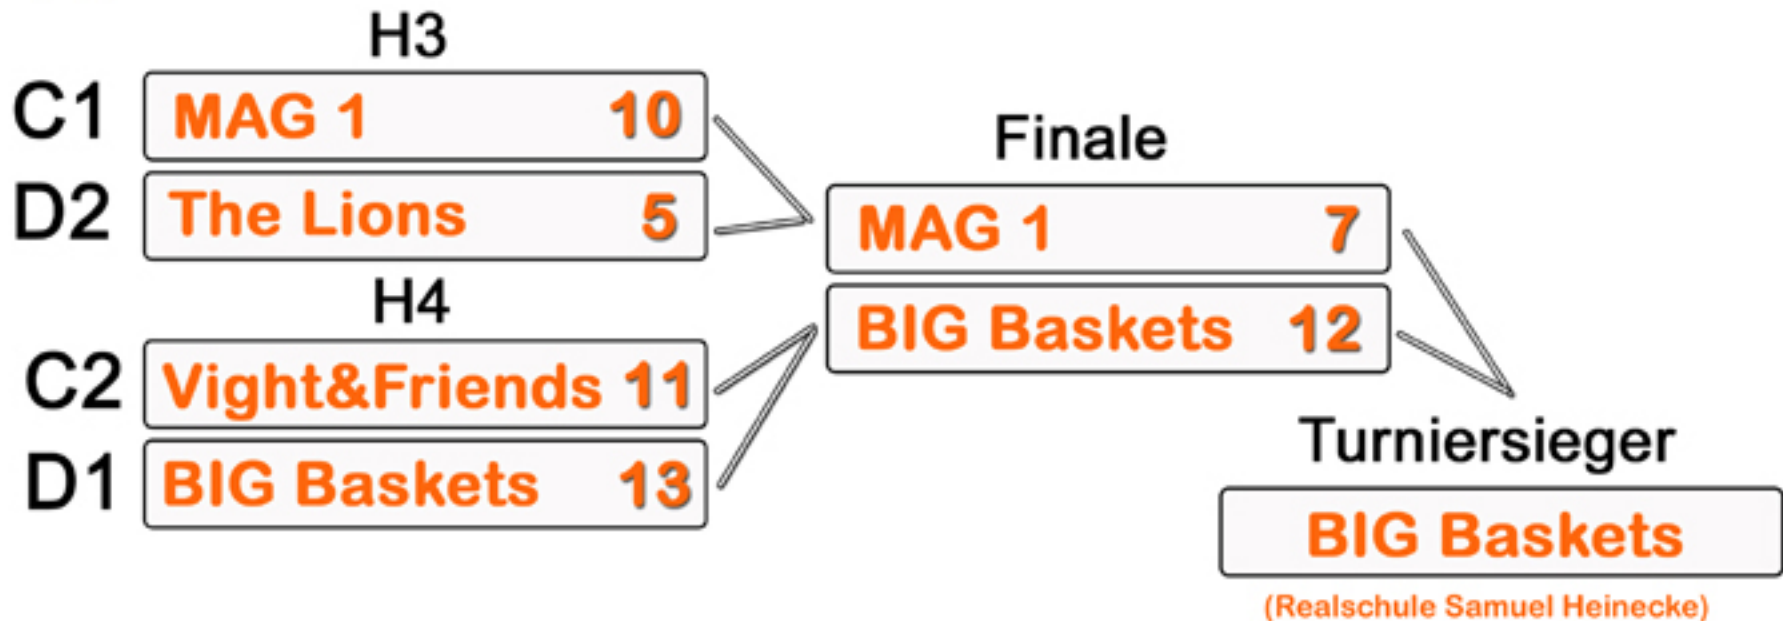 H3
C1 MAG 1 10
D2 The Lions 5
H4
C2 Vight&Friends 11
D1 BIG Baskets 13
Finale
MAG 1 7
BIG Baskets 12
Turniersieger
BIG Baskets
(Realschule Samuel Heinecke)